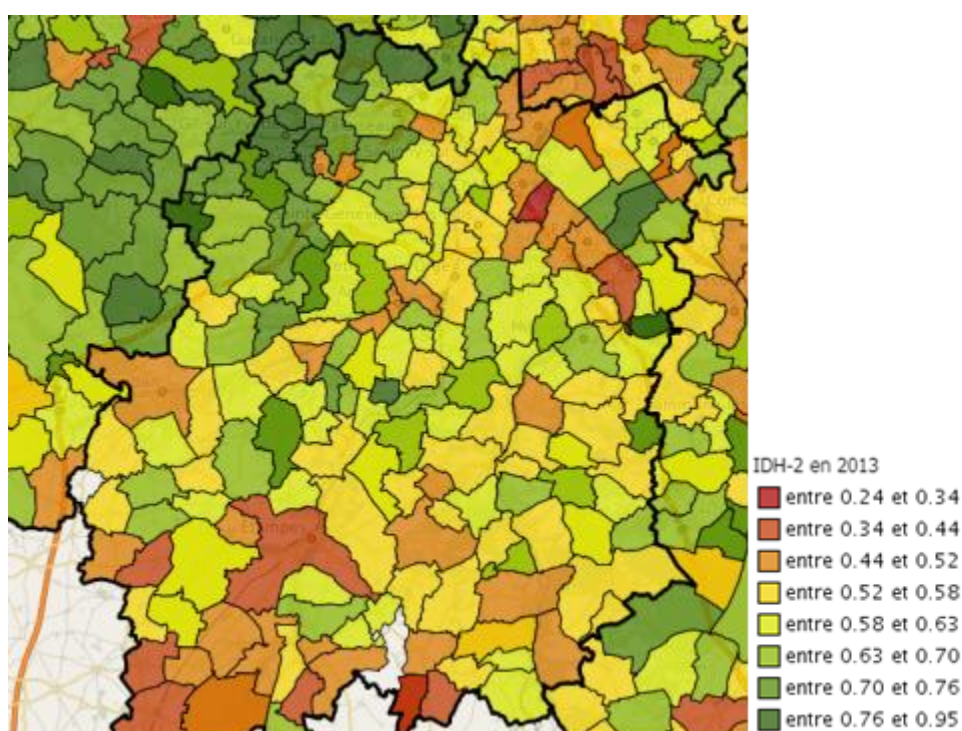 Étampes
IDH-2 en 2013
entre 0.24 et 0.34
entre 0.34 et 0.44
entre 0.44 et 0.52
entre 0.52 et 0.58
entre 0.58 et 0.63
entre 0.63 et 0.70
entre 0.70 et 0.76
entre 0.76 et 0.95